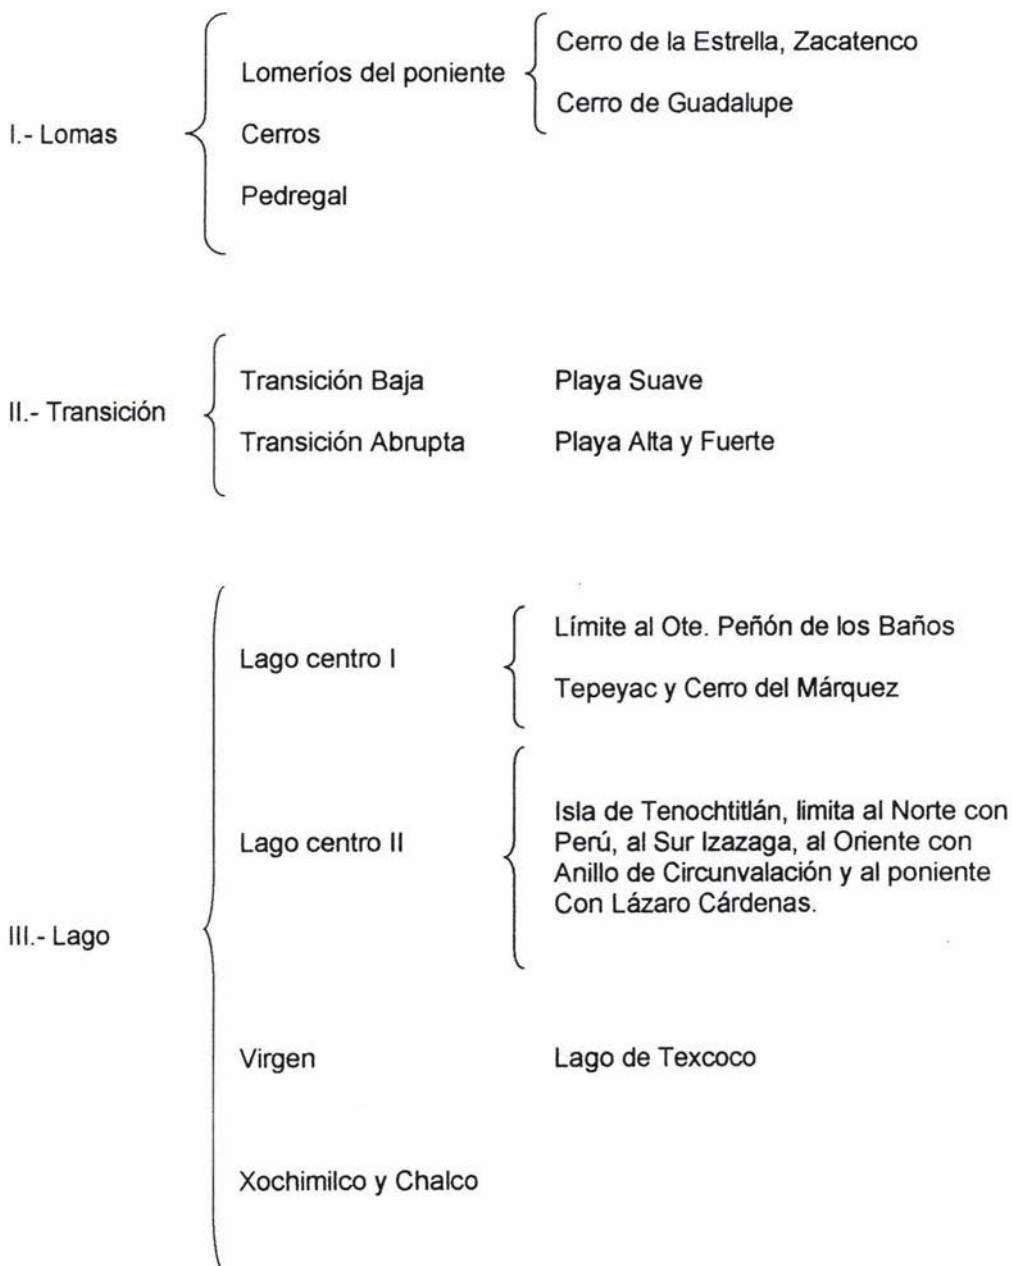 I.- Lomas
Lomeríos del poniente
Cerro de la Estrella, Zacatenco
Cerro de Guadalupe
Cerros
Pedregal
II.- Transición
Transición Baja
Playa Suave
Transición Abrupta
Playa Alta y Fuerte
III.- Lago
Lago centro I
Límite al Ote. Peñón de los Baños
Tepeyac y Cerro del Márquez
Lago centro II
Isla de Tenochtitlán, limita al Norte con
Perú, al Sur Izazaga, al Oriente con
Anillo de Circunvalación y al poniente
Con Lázaro Cárdenas.
Virgen
Lago de Texcoco
Xochimilco y Chalco